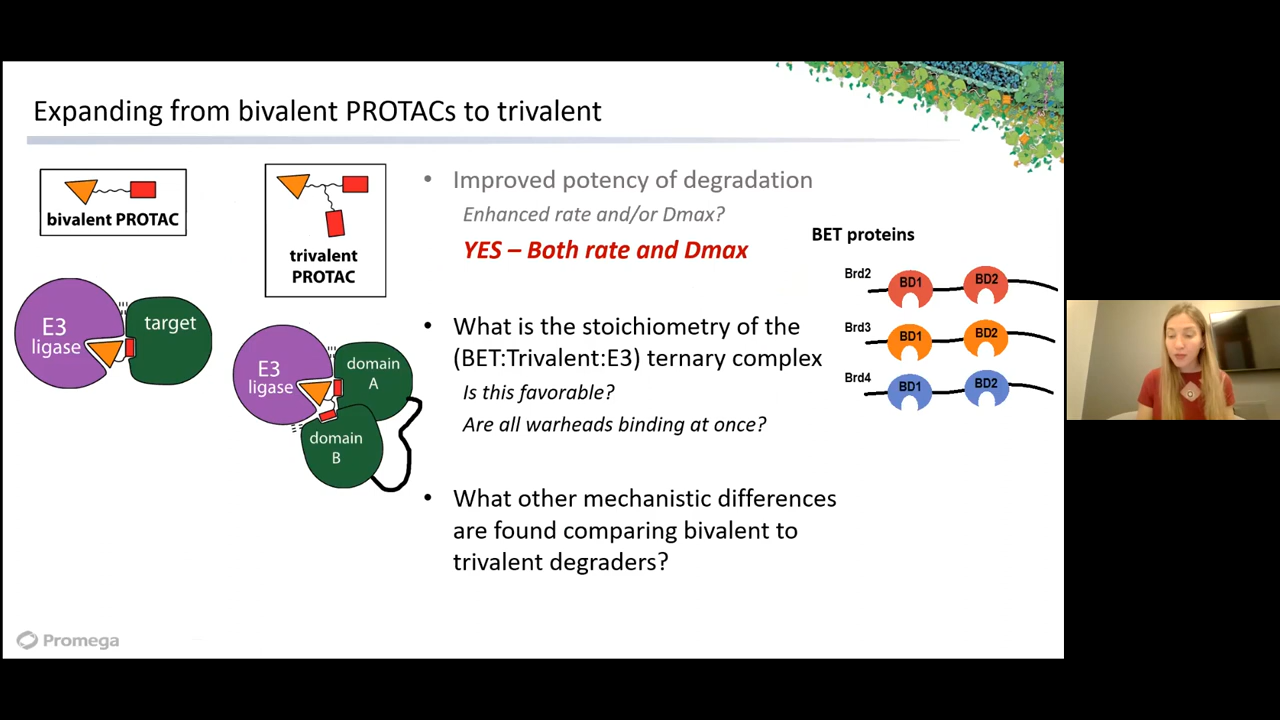 Expanding from bivalent PROTACs to trivalent
bivalent PROTAC
trivalent
PROTAC
E3
ligase
target
E3
ligase
domain
A
domain
B
• Improved potency of degradation
Enhanced rate and/or Dmax?
YES – Both rate and Dmax
• What is the stoichiometry of the
(BET:Trivalent:E3) ternary complex
Is this favorable?
Are all warheads binding at once?
• What other mechanistic differences
are found comparing bivalent to
trivalent degraders?
BET proteins
Brd2
BD1
BD2
Brd3
BD1
BD2
Brd4
BD1
BD2
Promega